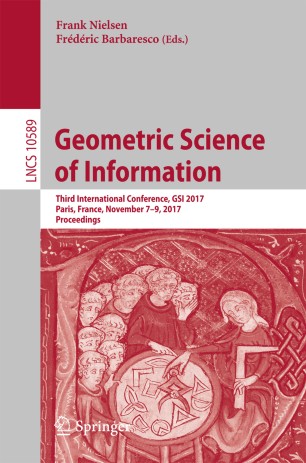 Frank Nielsen
Frédéric Barbaresco (Eds.)
LNCS 10589
Geometric Science
of Information
Third International Conference, GSI 2017
Paris, France, November 7–9, 2017
Proceedings
Springer